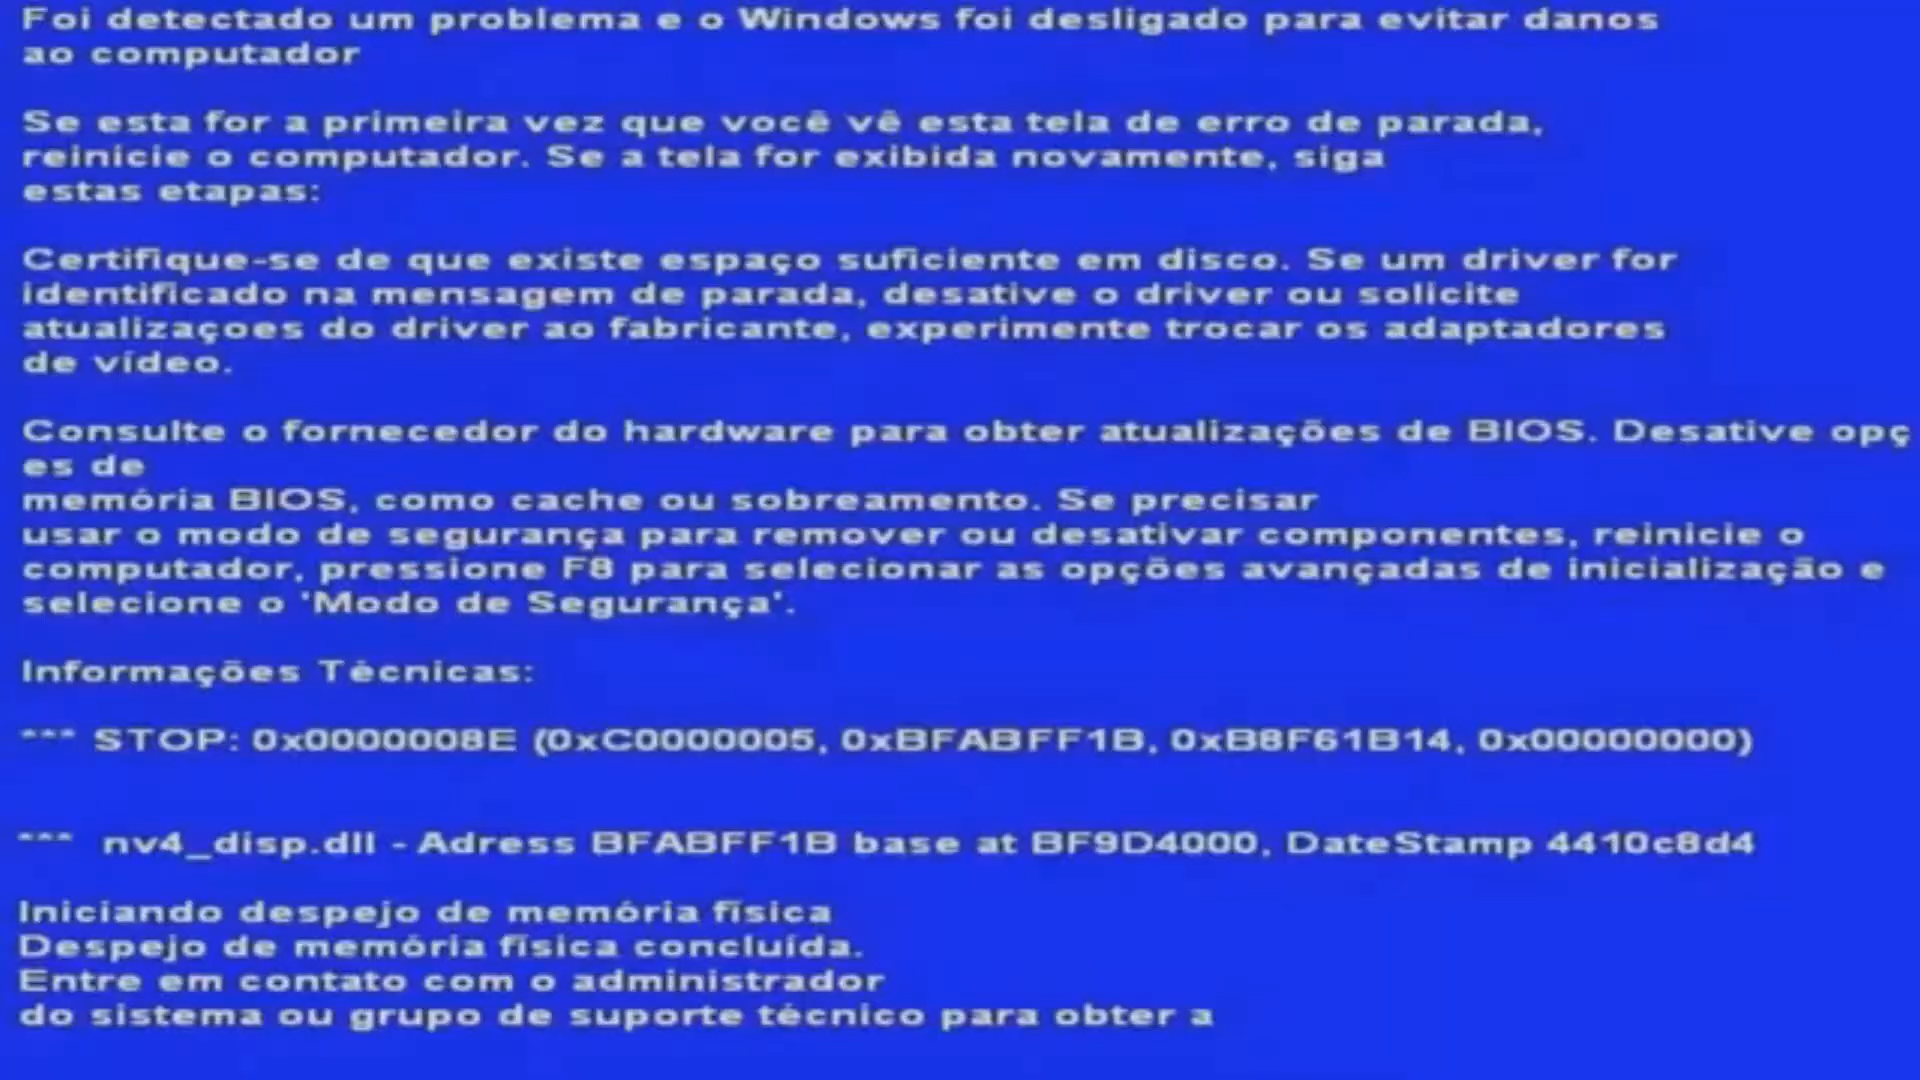 Foi detectado um problema e o Windows foi desligado para evitar danos
ao computador
Se esta for a primeira vez que você vê esta tela de erro de parada,
reinicie o computador. Se a tela for exibida novamente, siga
estas etapas:
Certifique-se de que existe espaço suficiente em disco. Se um driver for
identificado na mensagem de parada, desative o driver ou solicite
atualizaçoes do driver ao fabricante, experimente trocar os adaptadores
de vídeo.
Consulte o fornecedor do hardware para obter atualizações de BIOS. Desative opç
es de
memória BIOS, como cache ou sobreamento. Se precisar
usar o modo de segurança para remover ou desativar componentes, reinicie o
computador, pressione F8 para selecionar as opções avançadas de inicialização e
selecione o 'Modo de Segurança'.
Informações Técnicas:
*** STOP: 0x0000008E (0xC0000005, 0xBFABFF1B, 0xB8F61B14, 0x00000000)
*** nv4_disp.dll - Adress BFABFF1B base at BF9D4000, DateStamp 4410c8d4
Iniciando despejo de memória física
Despejo de memória física concluída.
Entre em contato com o administrador
do sistema ou grupo de suporte técnico para obter a